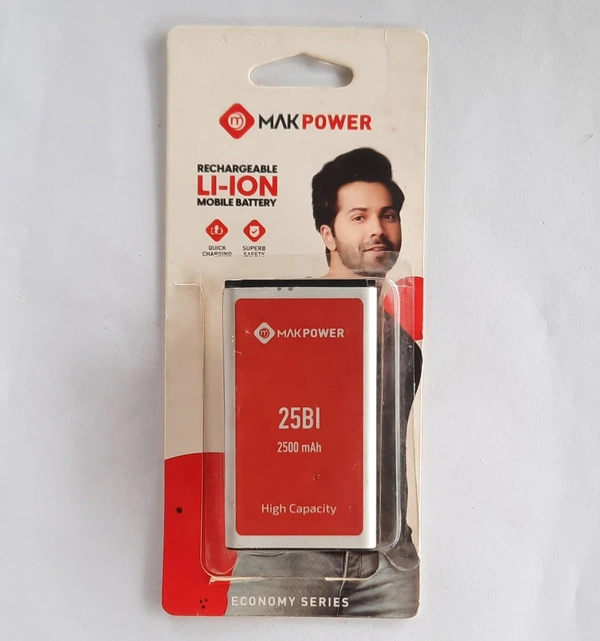 MAKPOWER
RECHARGEABLE
LI-ION
MOBILE BATTERY
QUICK CHARGING
SUPERB SAFETY
MAKPOWER
25BI
2500 mAh
High Capacity
ECONOMY SERIES